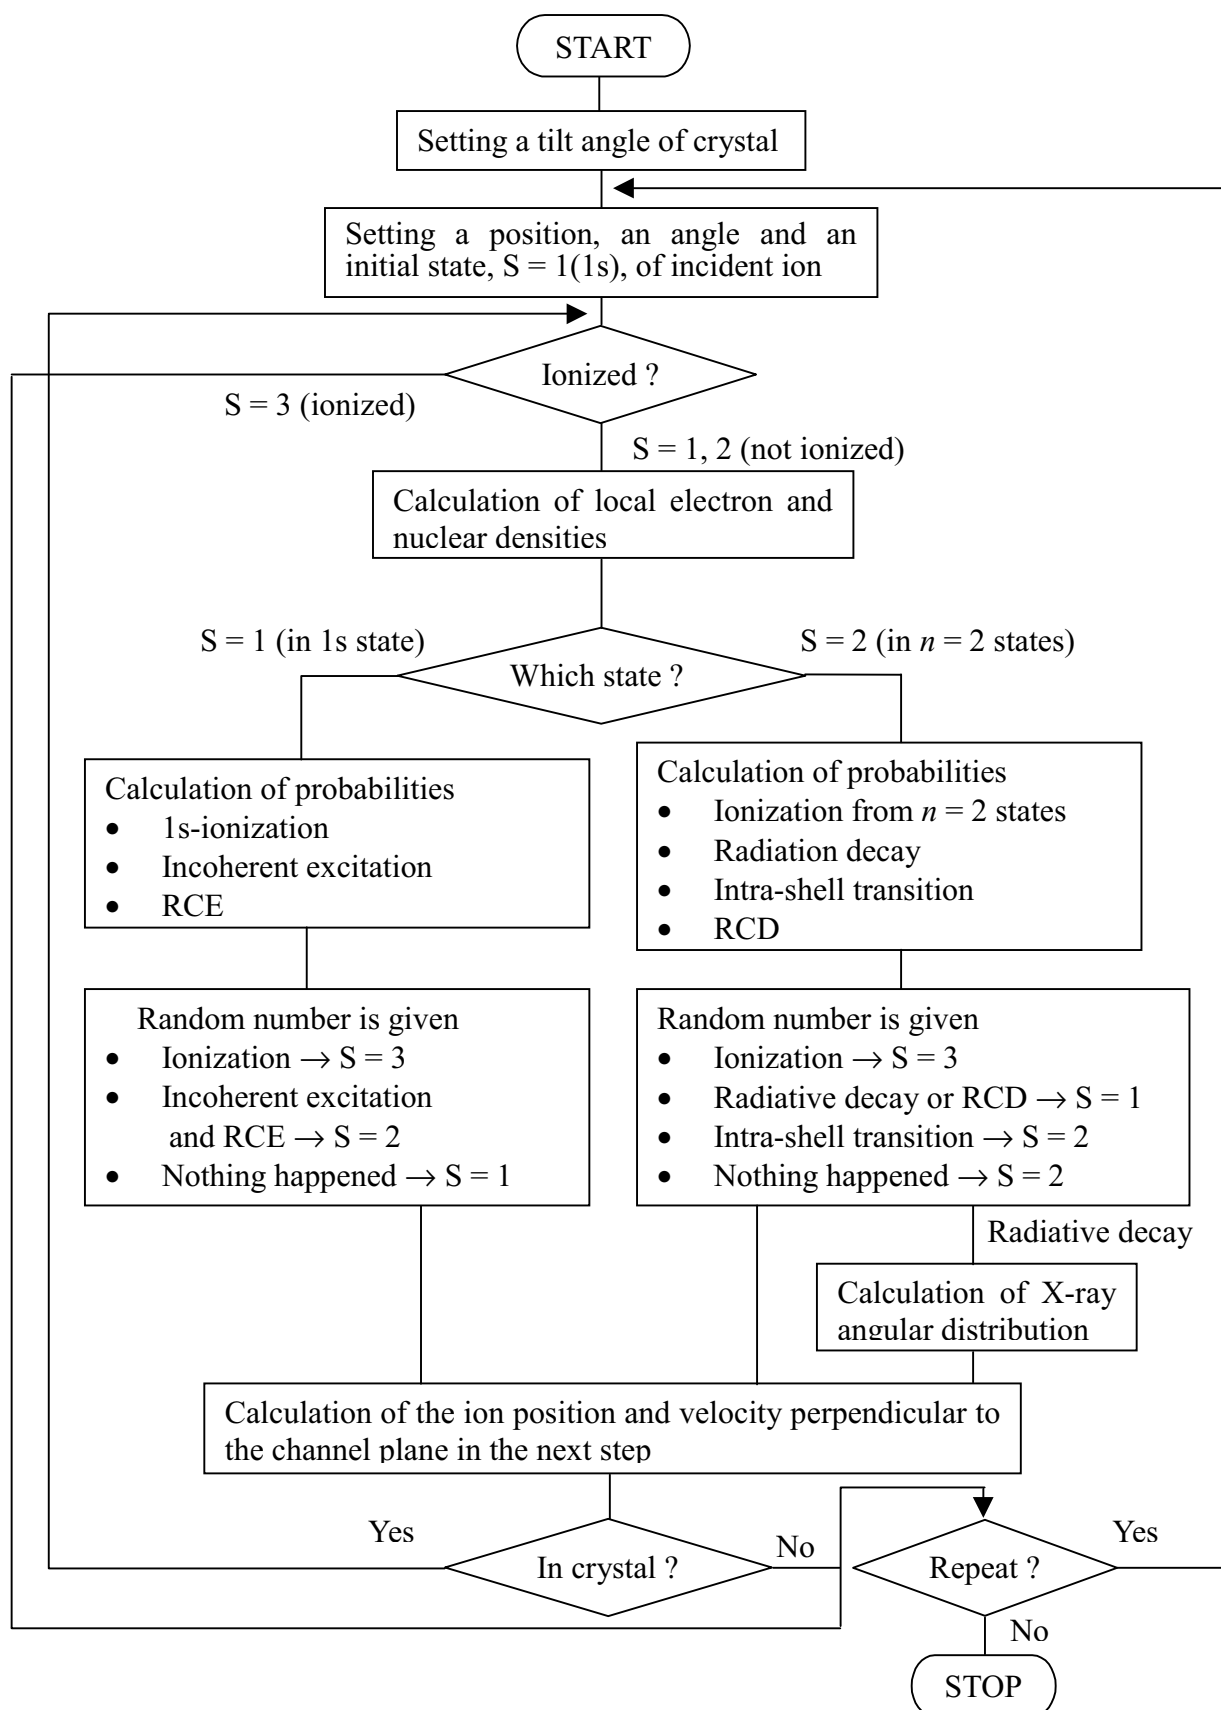 START
Setting a tilt angle of crystal
Setting a position, an angle and an
initial state, S = 1(1s), of incident ion
Ionized ?
S = 3 (ionized)
S = 1, 2 (not ionized)
Calculation of local electron and
nuclear densities
S = 1 (in 1s state)
S = 2 (in n = 2 states)
Which state ?
Calculation of probabilities
• 1s-ionization
• Incoherent excitation
• RCE
Calculation of probabilities
• Ionization from n = 2 states
• Radiation decay
• Intra-shell transition
• RCD
Random number is given
• Ionization → S = 3
• Incoherent excitation
and RCE → S = 2
• Nothing happened → S = 1
Random number is given
• Ionization → S = 3
• Radiative decay or RCD → S = 1
• Intra-shell transition → S = 2
• Nothing happened → S = 2
Radiative decay
Calculation of X-ray
angular distribution
Calculation of the ion position and velocity perpendicular to
the channel plane in the next step
Yes
In crystal ?
No
Repeat ?
Yes
No
STOP